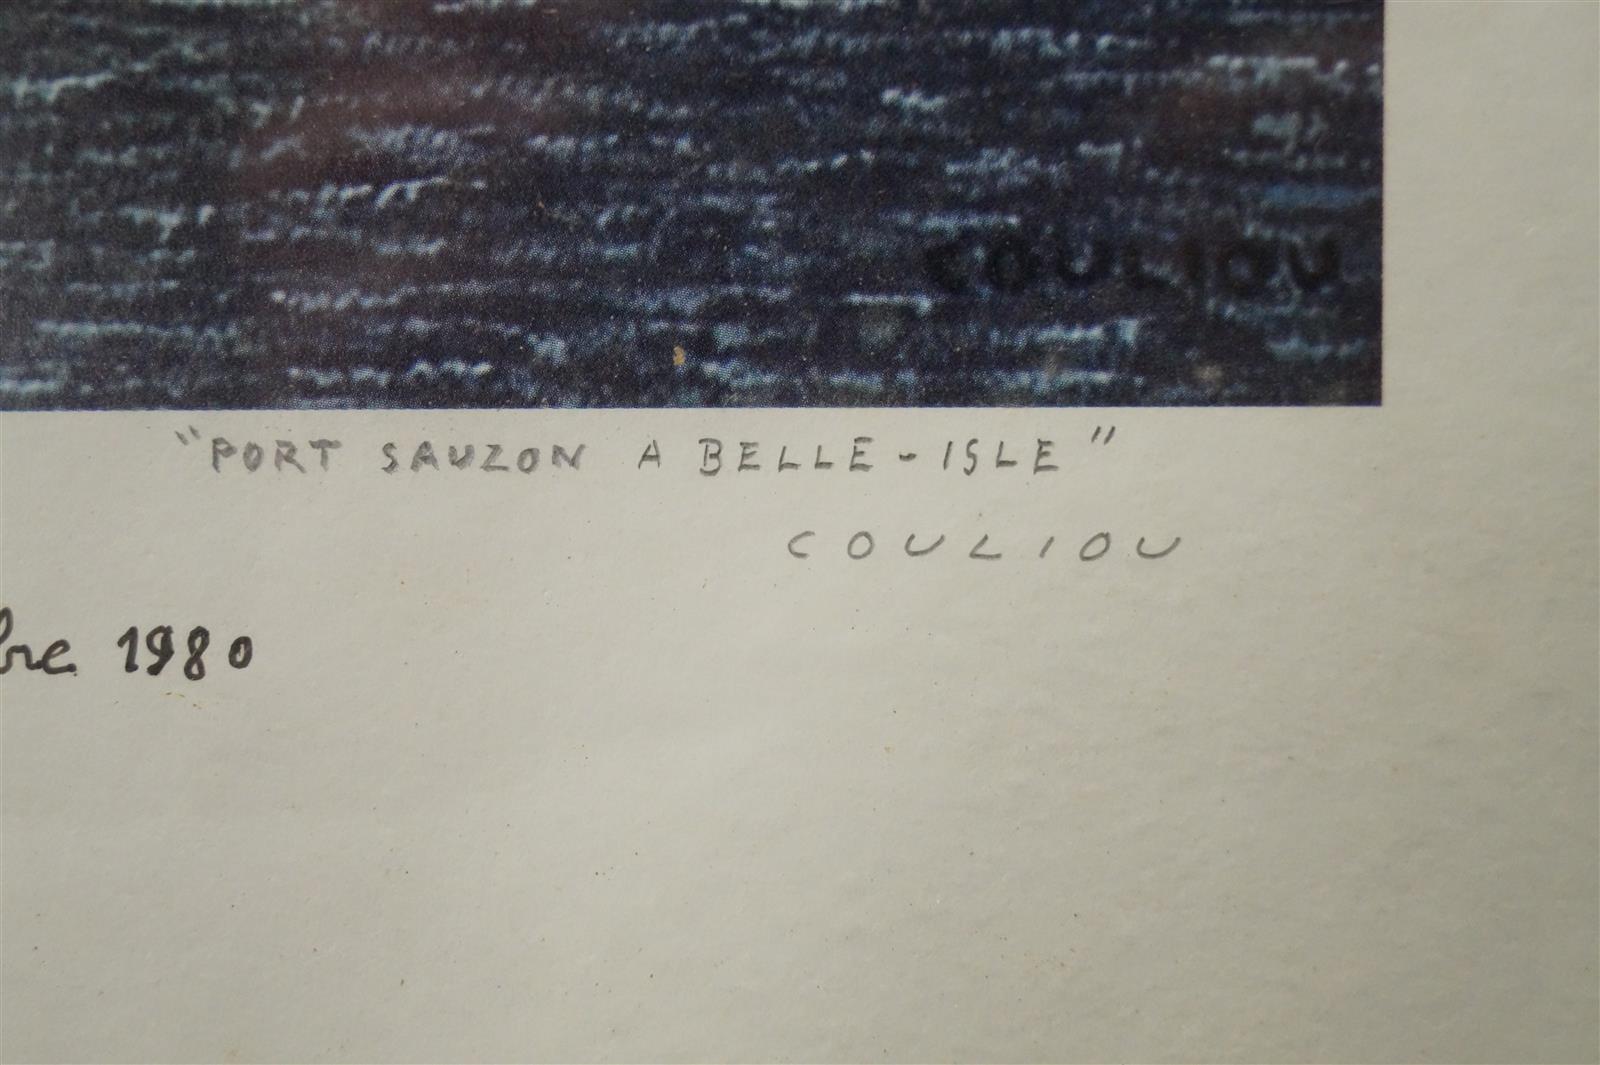 COULIOU
"PORT SAUZON A BELLE-ISLE"
COULIOU
bre 1980